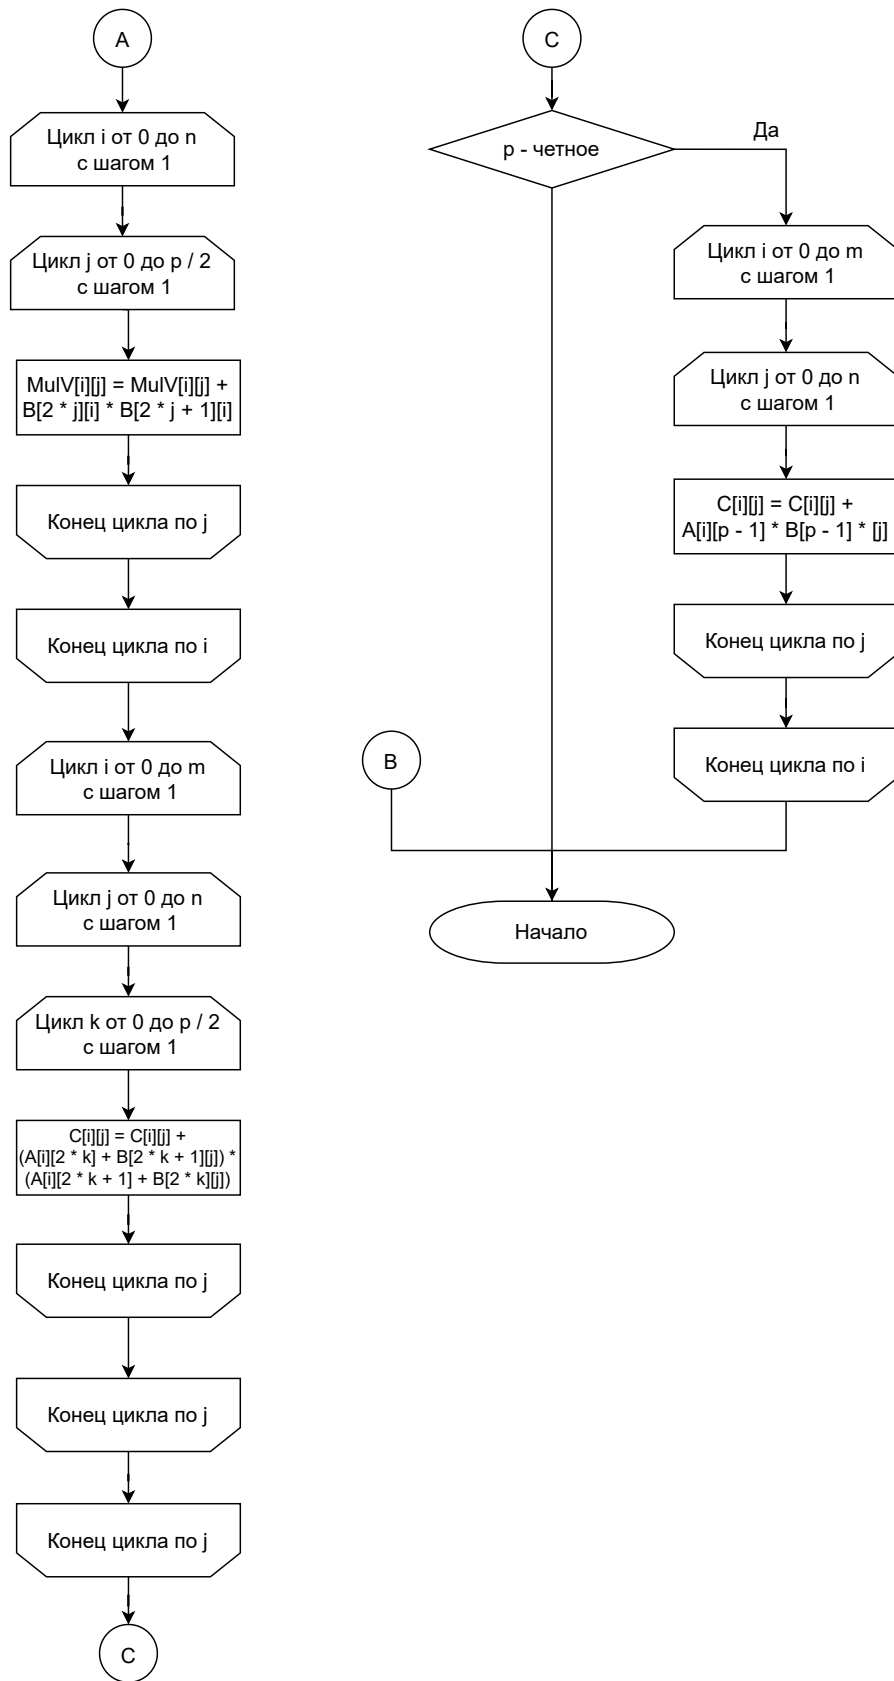 A
Цикл i от 0 до n
с шагом 1
Цикл j от 0 до p / 2
с шагом 1
MulV[i][j] = MulV[i][j] +
B[2 * j][i] * B[2 * j + 1][i]
Конец цикла по j
Конец цикла по i
Цикл i от 0 до m
с шагом 1
Цикл j от 0 до n
с шагом 1
Цикл k от 0 до p / 2
с шагом 1
C[i][j] = C[i][j] +
(A[i][2 * k] + B[2 * k + 1][j]) *
(A[i][2 * k + 1] + B[2 * k][j])
Конец цикла по j
Конец цикла по j
Конец цикла по j
C
C
p - четное
Да
Цикл i от 0 до m
с шагом 1
Цикл j от 0 до n
с шагом 1
C[i][j] = C[i][j] +
A[i][p - 1] * B[p - 1] * [j]
Конец цикла по j
Конец цикла по i
B
Начало